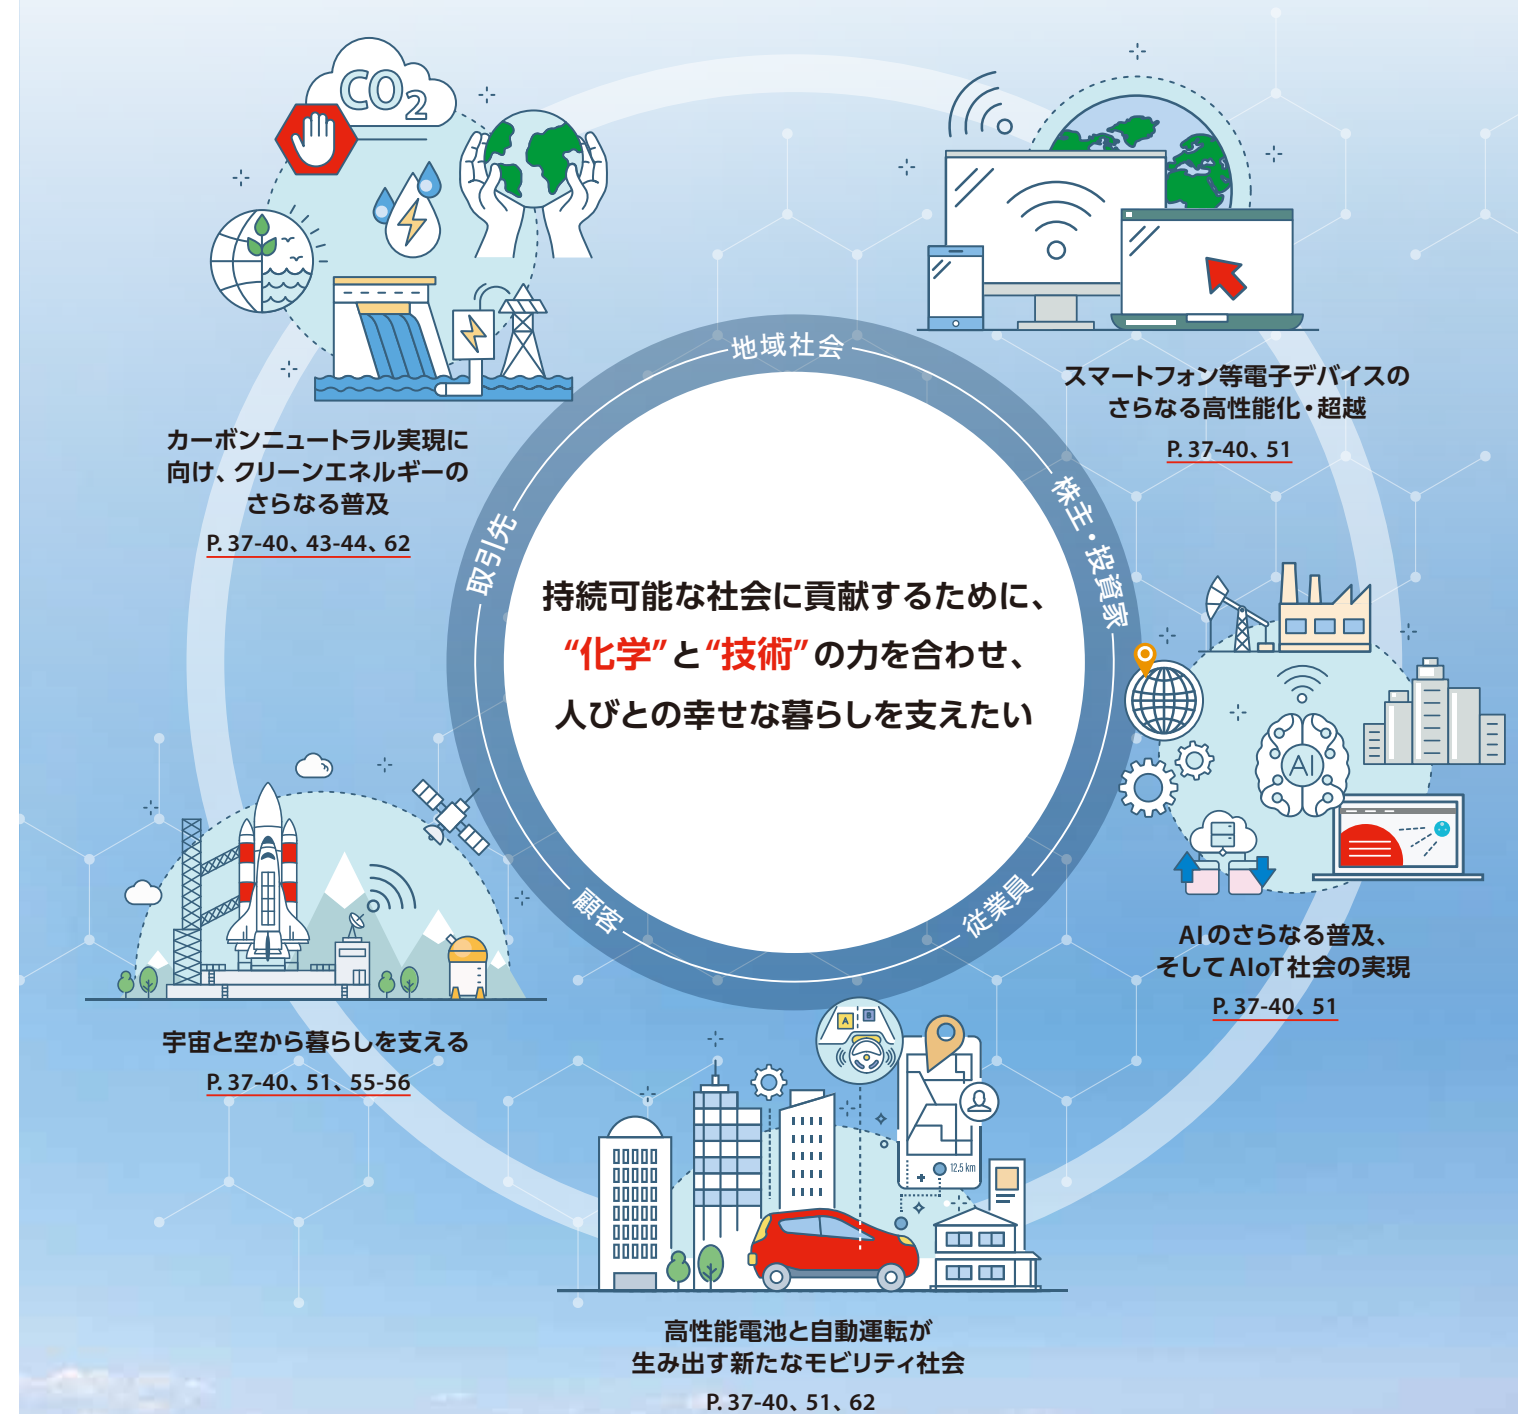 CO2
カーボンニュートラル実現に
向け、クリーンエネルギーの
さらなる普及
P. 37-40、43-44、62
スマートフォン等電子デバイスの
さらなる高性能化・超越
P. 37-40、51
地域社会
株主・投資家
取引先
顧客
従業員
持続可能な社会に貢献するために、
“化学”と“技術”の力を合わせ、
人びとの幸せな暮らしを支えたい
AI
AIのさらなる普及、
そしてAIoT社会の実現
P. 37-40、51
宇宙と空から暮らしを支える
P. 37-40、51、55-56
A
B
12.5 km
高性能電池と自動運転が
生み出す新たなモビリティ社会
P. 37-40、51、62